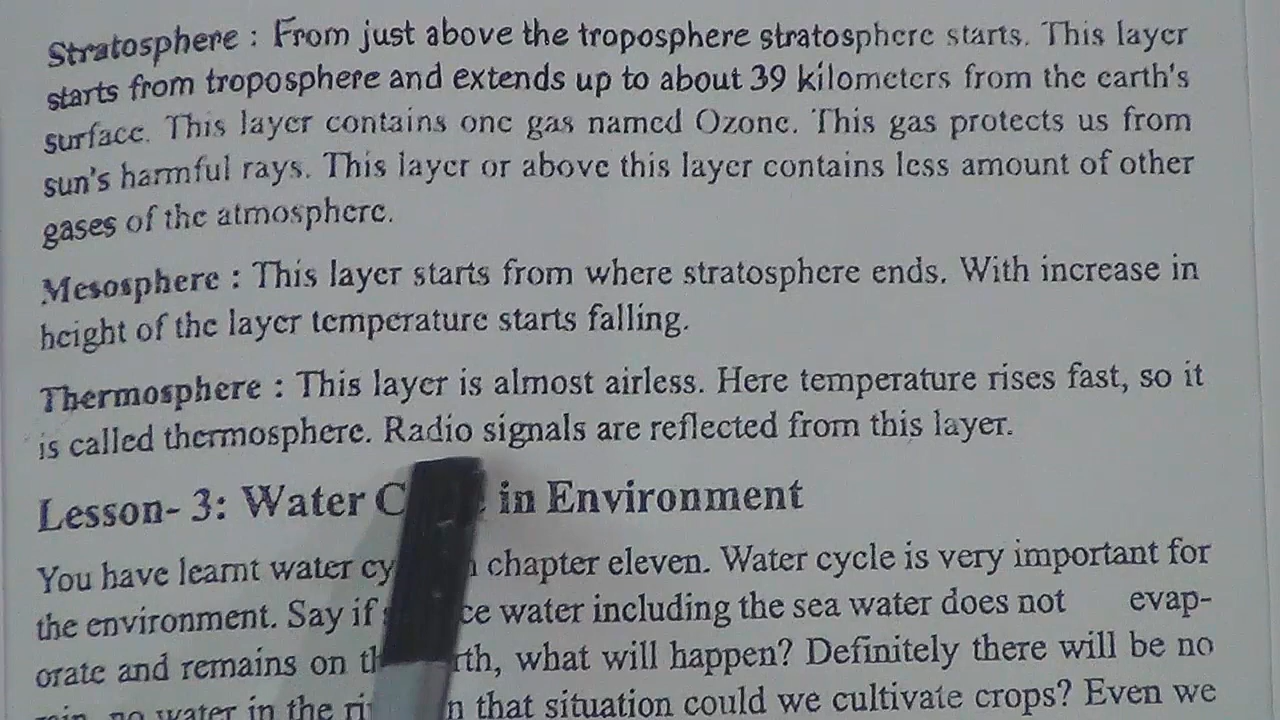 Stratosphere : From just above the troposphere stratosphere starts. This layer
starts from troposphere and extends up to about 39 kilometers from the earth's
surface. This layer contains one gas named Ozone. This gas protects us from
sun's harmful rays. This layer or above this layer contains less amount of other
gases of the atmosphere.
Mesosphere : This layer starts from where stratosphere ends. With increase in
height of the layer temperature starts falling.
Thermosphere : This layer is almost airless. Here temperature rises fast, so it
is called thermosphere. Radio signals are reflected from this layer.
Lesson- 3: Water in Environment
You have learnt water chapter eleven. Water cycle is very important for
the environment. Say if water including the sea water does not evap-
orate and remains on what will happen? Definitely there will be no
no water in the that situation could we cultivate crops? Even we